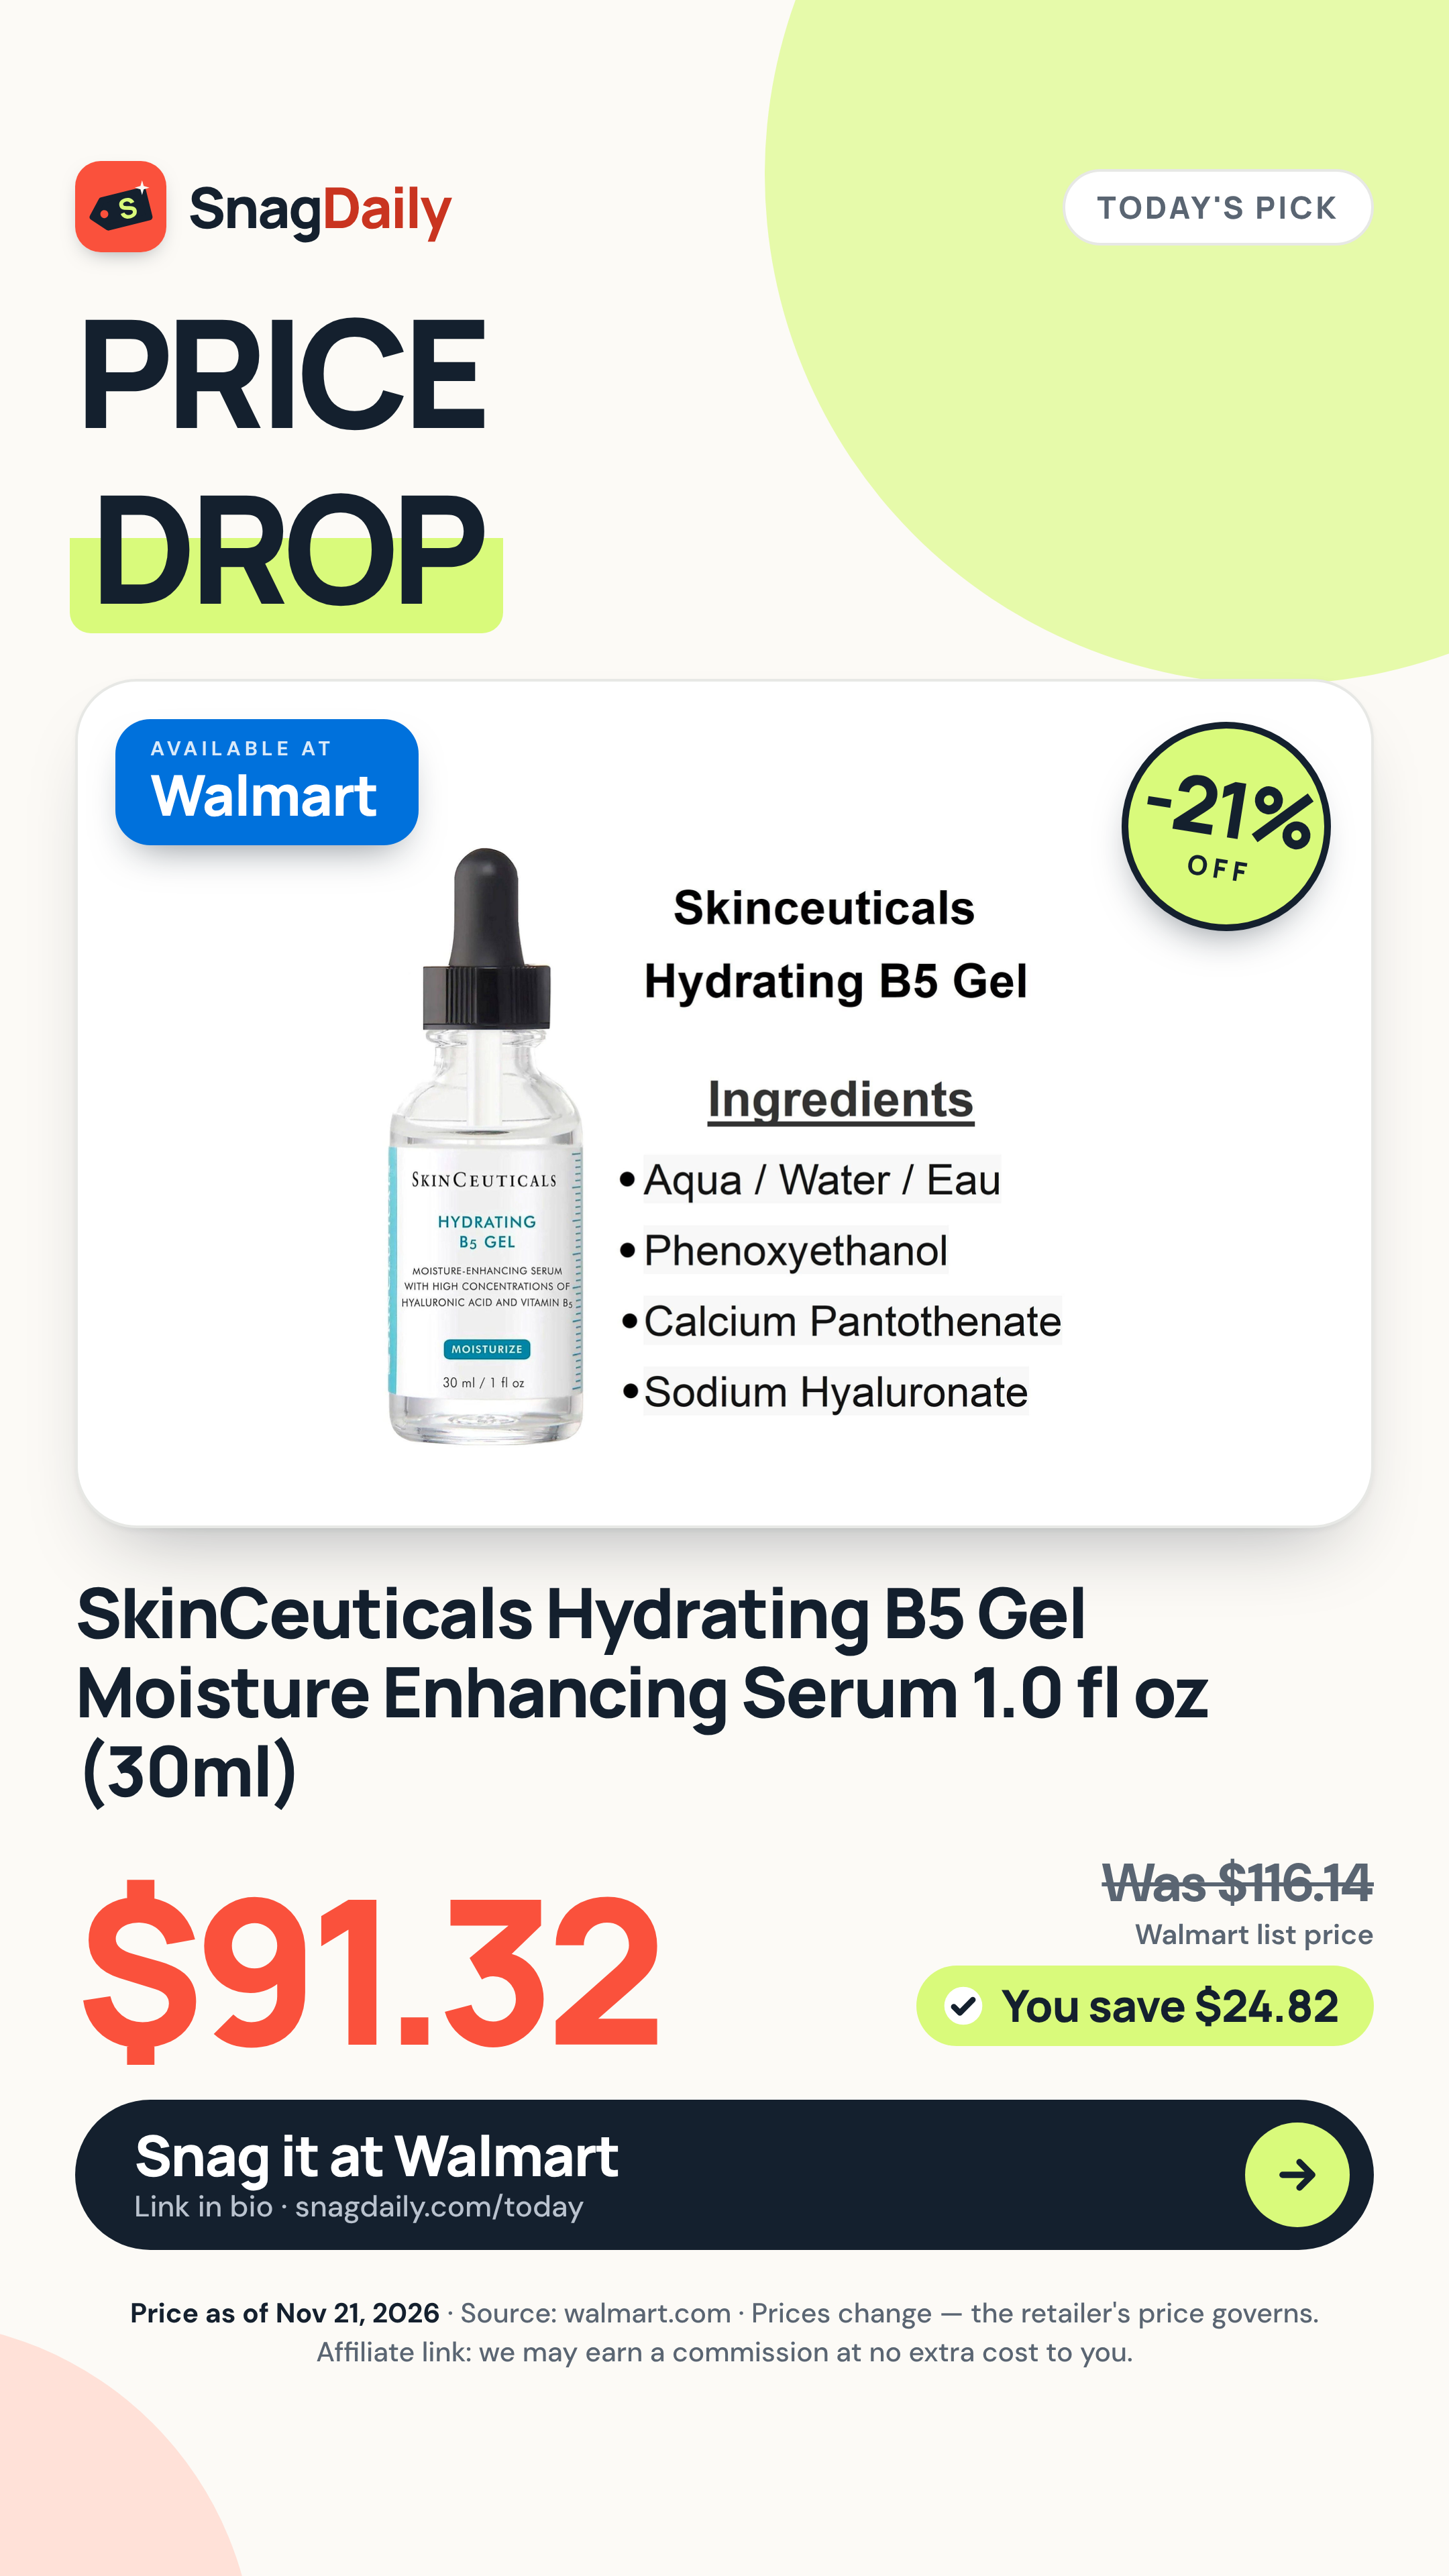 S
SnagDaily
TODAY'S PICK
PRICE
DROP
AVAILABLE AT
Walmart
-21%
OFF
Skinceuticals
Hydrating B5 Gel
Ingredients
• Aqua / Water / Eau
• Phenoxyethanol
• Calcium Pantothenate
• Sodium Hyaluronate
SKINCEUTICALS
HYDRATING
B5 GEL
MOISTURE-ENHANCING SERUM
WITH HIGH CONCENTRATIONS OF
HYALURONIC ACID AND VITAMIN B5
MOISTURIZE
30 ml / 1 fl oz
SkinCeuticals Hydrating B5 Gel
Moisture Enhancing Serum 1.0 fl oz
(30ml)
$91.32
Was $116.14
Walmart list price
You save $24.82
Snag it at Walmart
Link in bio · snagdaily.com/today
Price as of Nov 21, 2026 · Source: walmart.com · Prices change — the retailer's price governs.
Affiliate link: we may earn a commission at no extra cost to you.